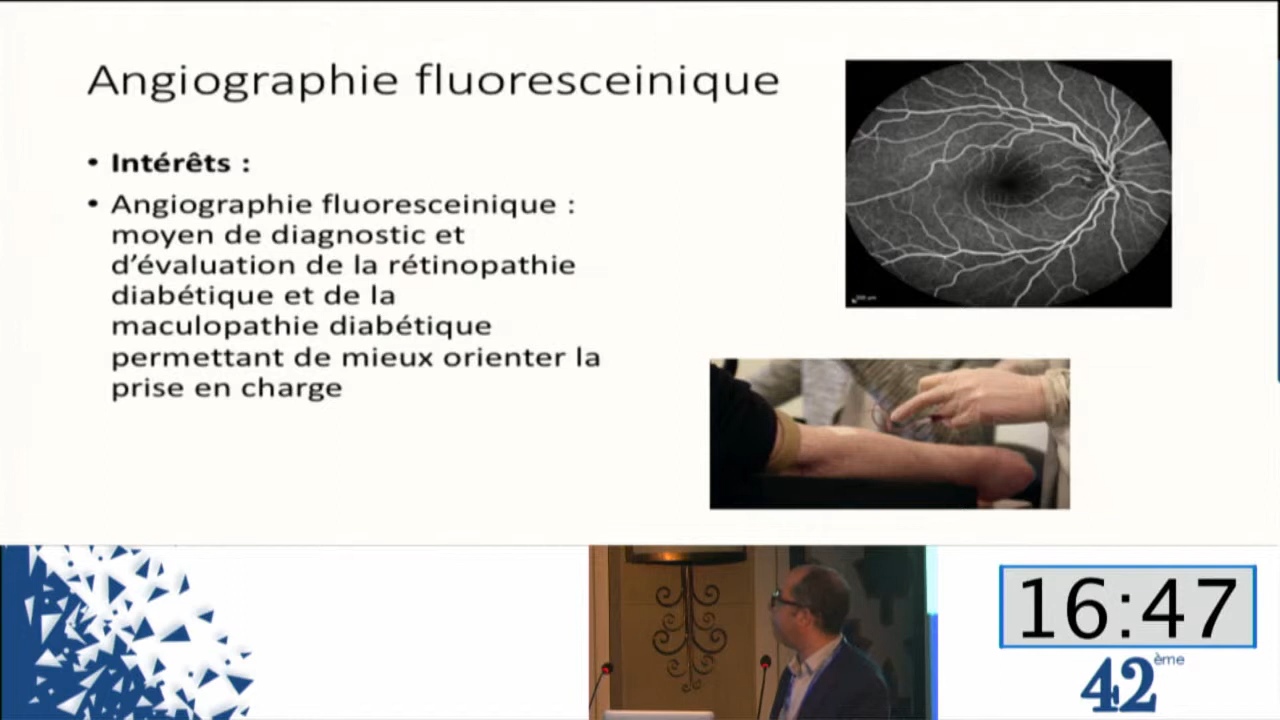 Angiographie fluoresceinique
• Intérêts :
• Angiographie fluoresceinique :
moyen de diagnostic et
d’évaluation de la rétinopathie
diabétique et de la
maculopathie diabétique
permettant de mieux orienter la
prise en charge
16:47
42ème